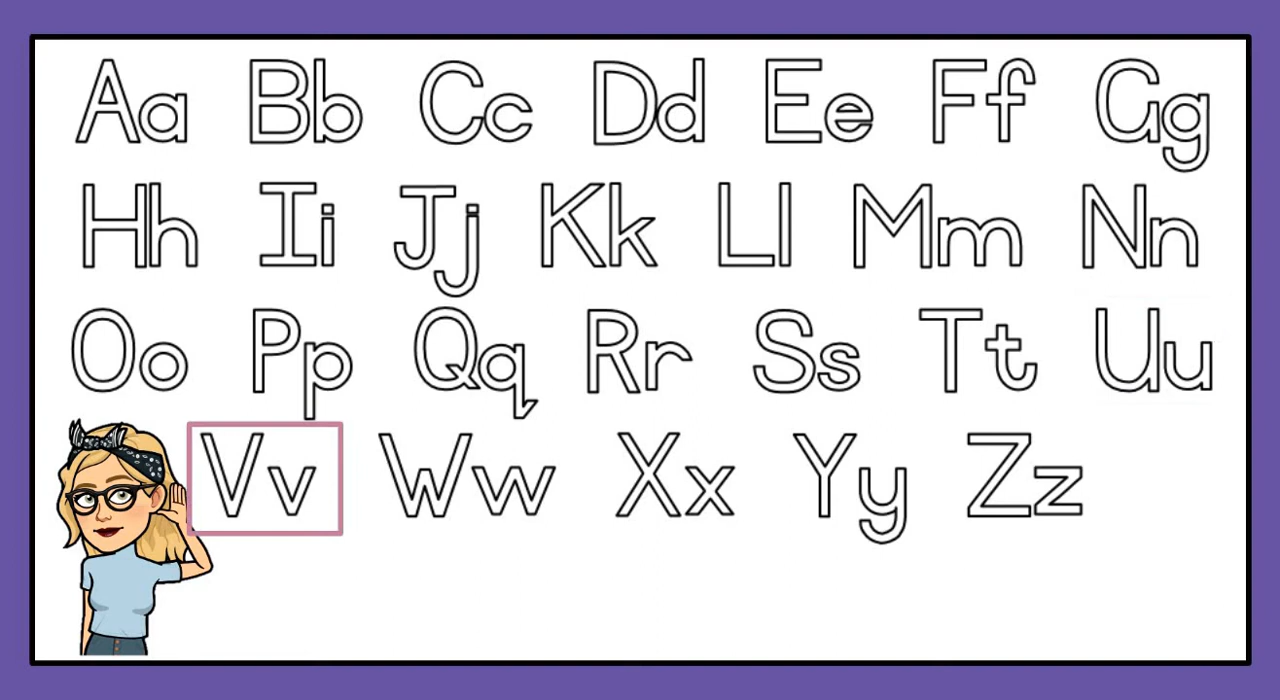 Aa Bb Cc Dd Ee Ff Gg
Hh Ii Jj Kk Ll Mm Nn
Oo Pp Qq Rr Ss Tt Uu
Vv Ww Xx Yy Zz